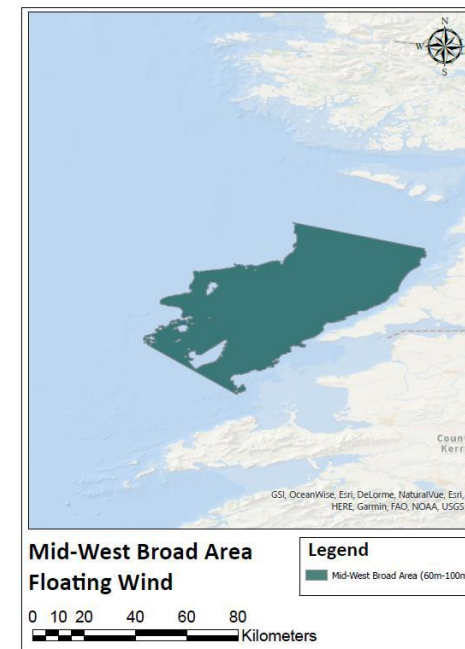 N
W
S
Coun
Kerr
GSI, OceanWise, Esri, DeLorme, NaturalVue, Esri,
HERE, Garmin, FAO, NOAA, USGS
Mid-West Broad Area
Floating Wind
Legend
Mid-West Broad Area (60m-100m
0 10 20 40 60 80
Kilometers